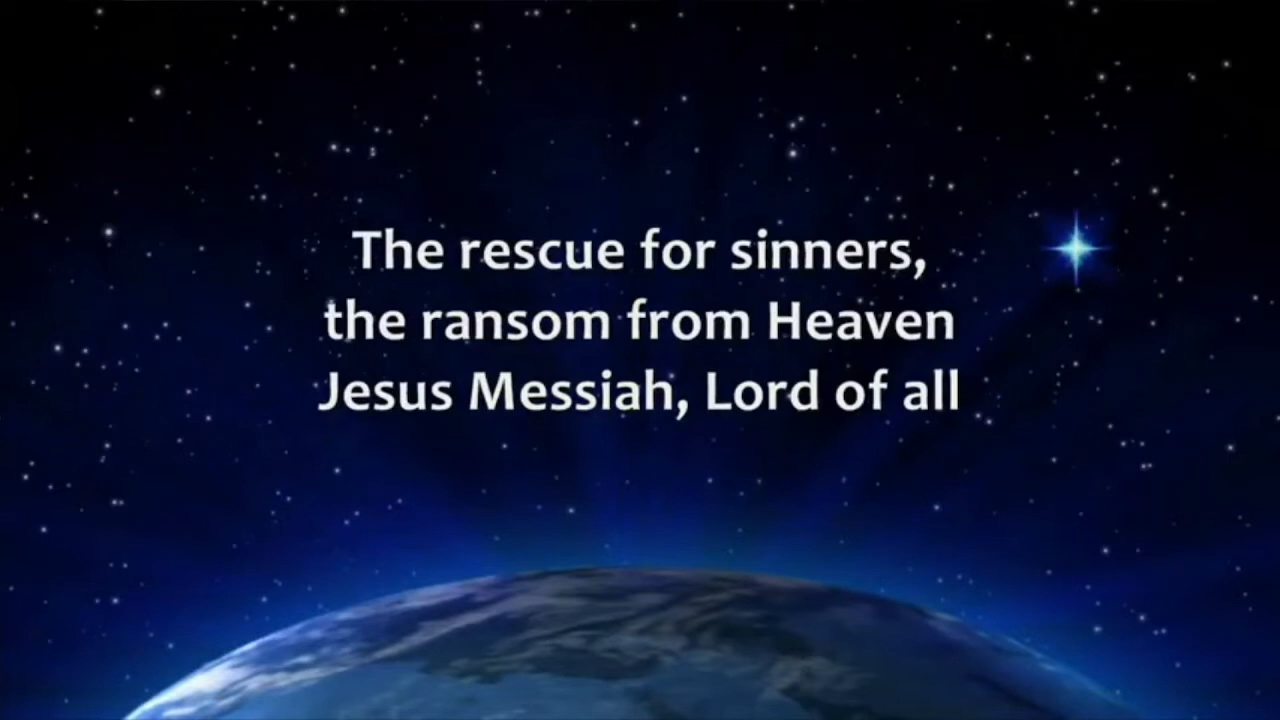 The rescue for sinners,
the ransom from Heaven
Jesus Messiah, Lord of all